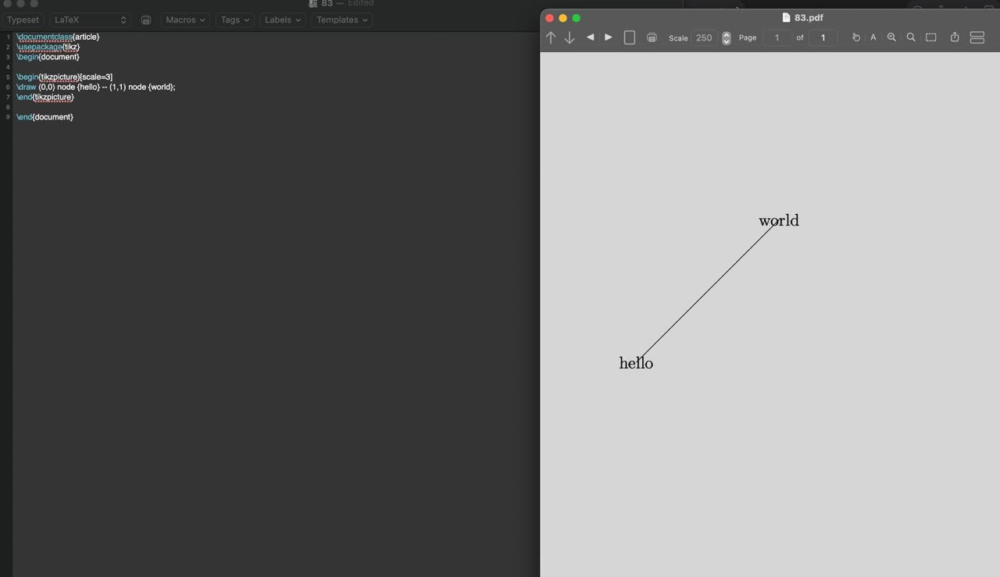 83 — Edited
Typeset LaTeX Macros Tags Labels Templates
1 \documentclass{article}
2 \usepackage{tikz}
3 \begin{document}
4
5 \begin{tikzpicture}[scale=3]
6 \draw (0,0) node {hello} -- (1,1) node {world};
7 \end{tikzpicture}
8
9 \end{document}
83.pdf
Scale 250 Page 1 of 1 A
world
hello